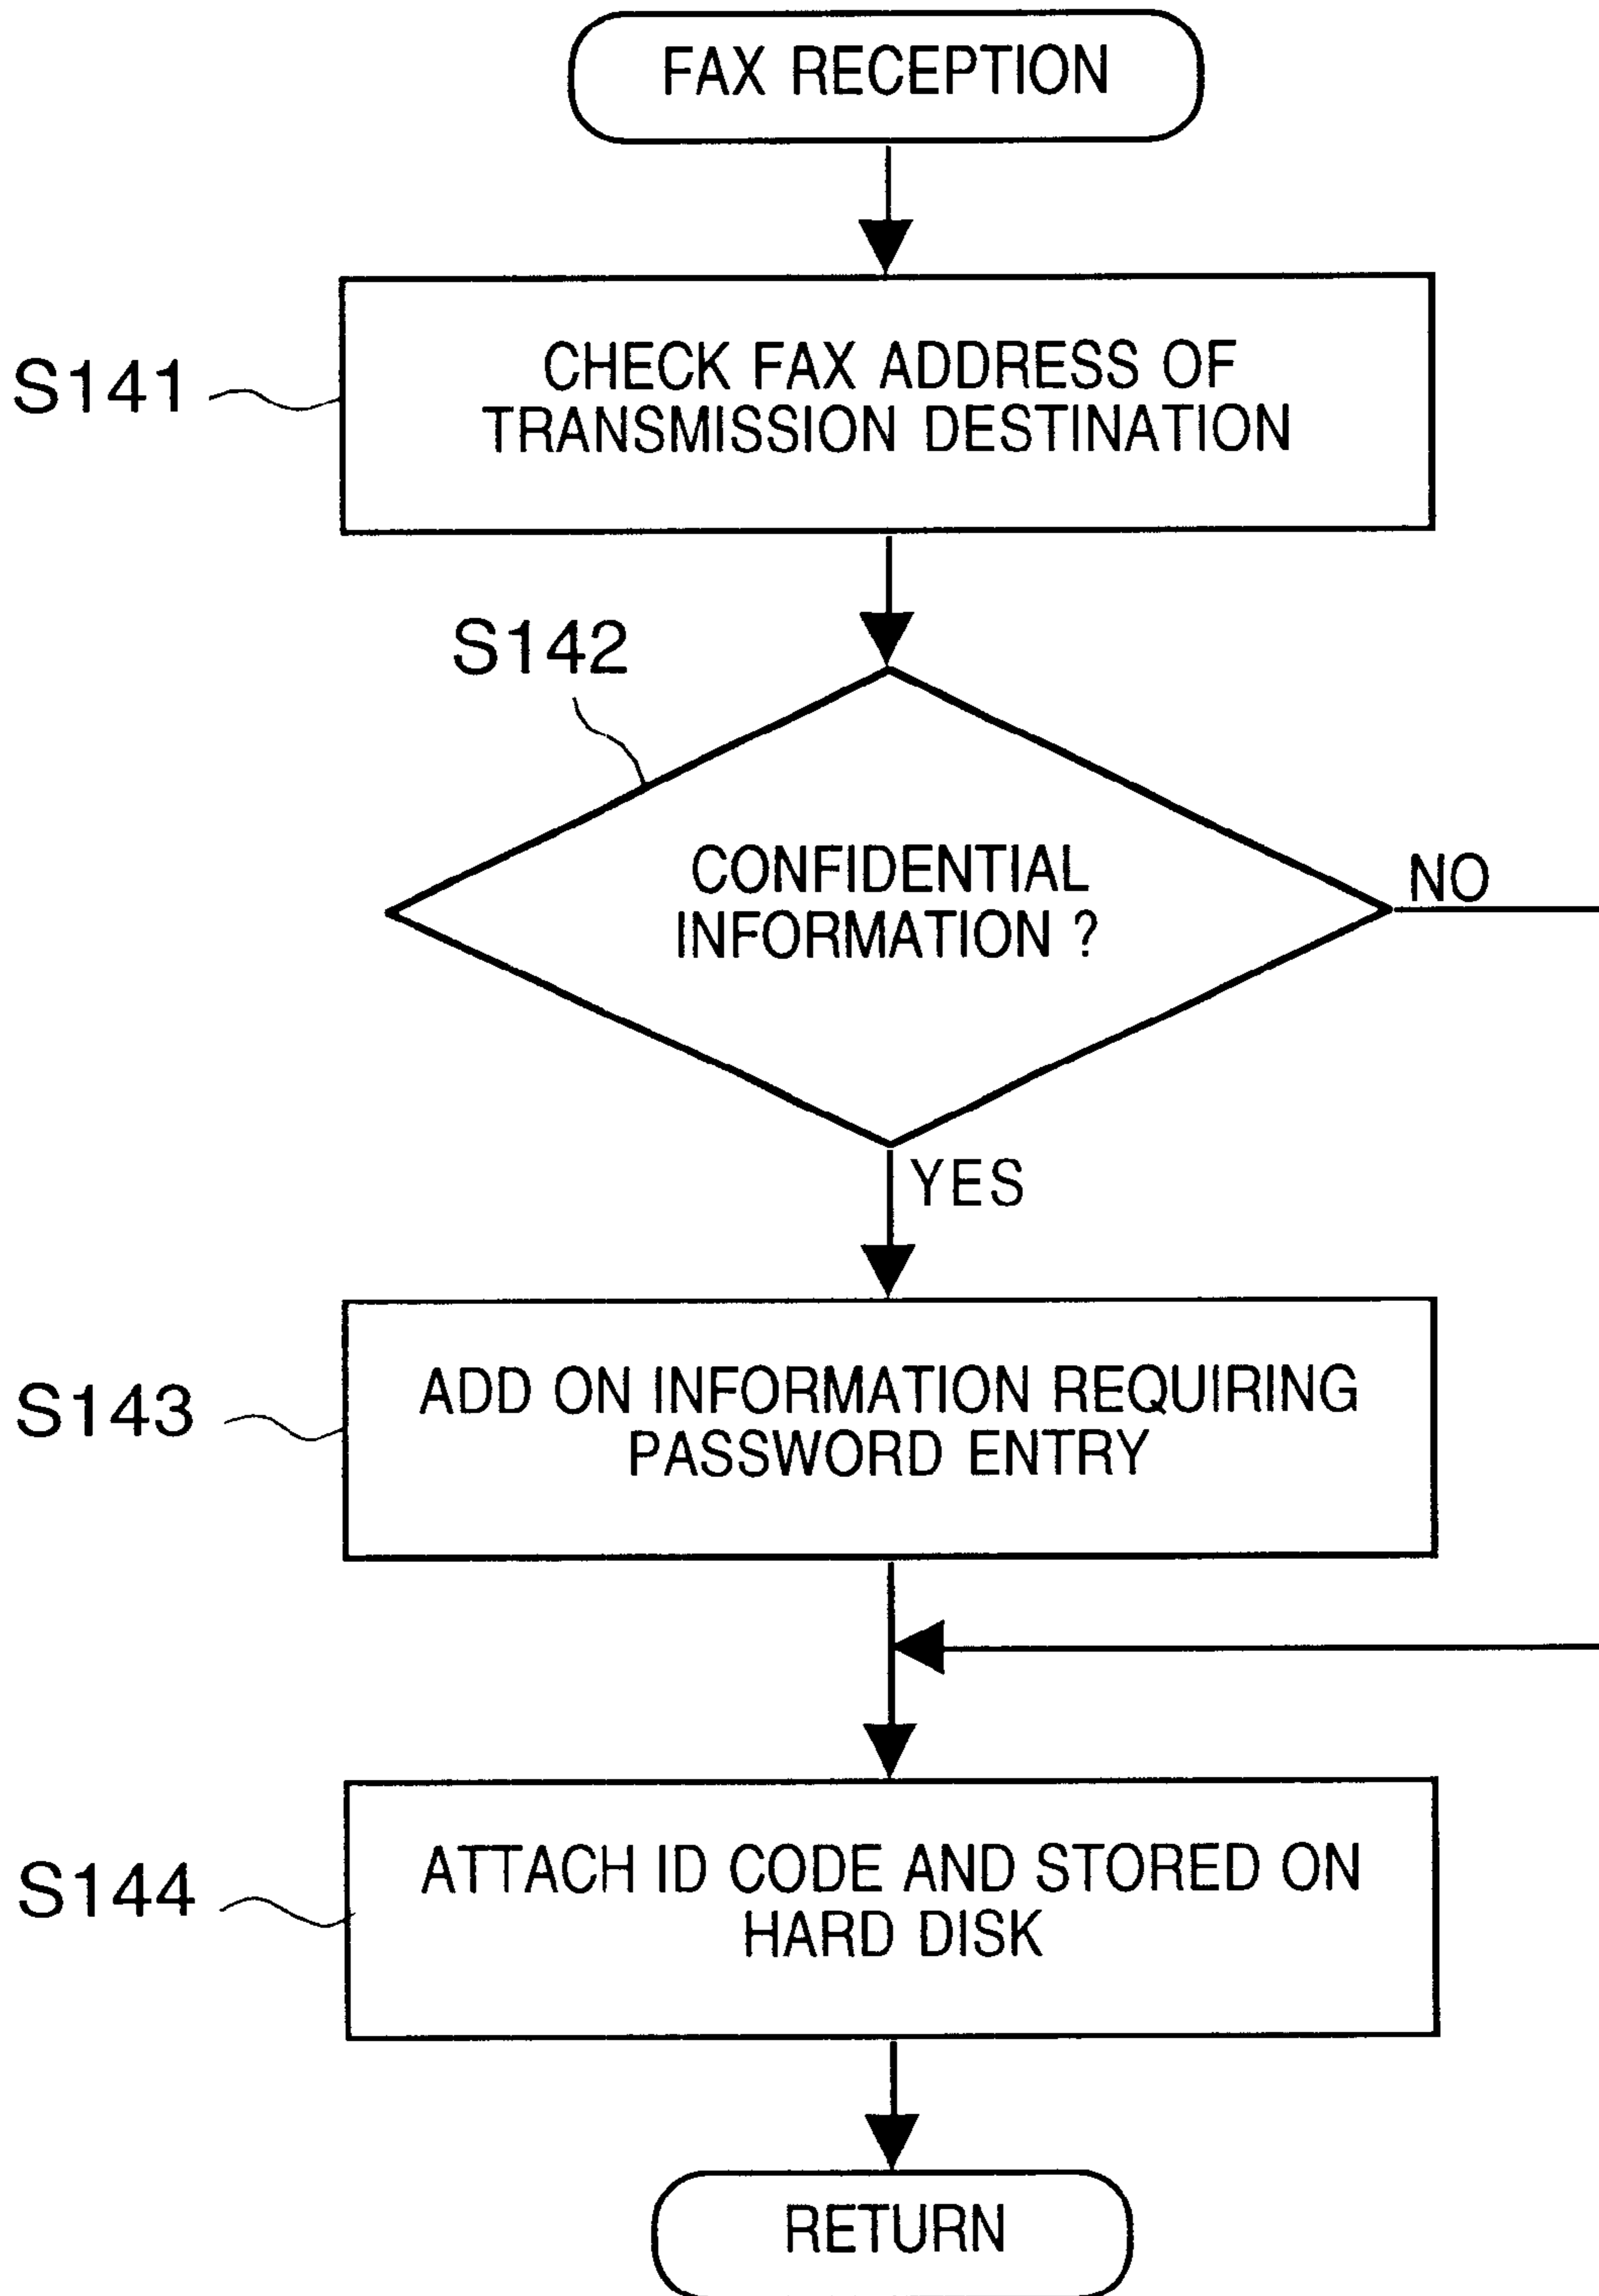 FAX RECEPTION
S141
CHECK FAX ADDRESS OF
TRANSMISSION DESTINATION
S142
CONFIDENTIAL
INFORMATION ?
NO
YES
S143
ADD ON INFORMATION REQUIRING
PASSWORD ENTRY
S144
ATTACH ID CODE AND STORED ON
HARD DISK
RETURN